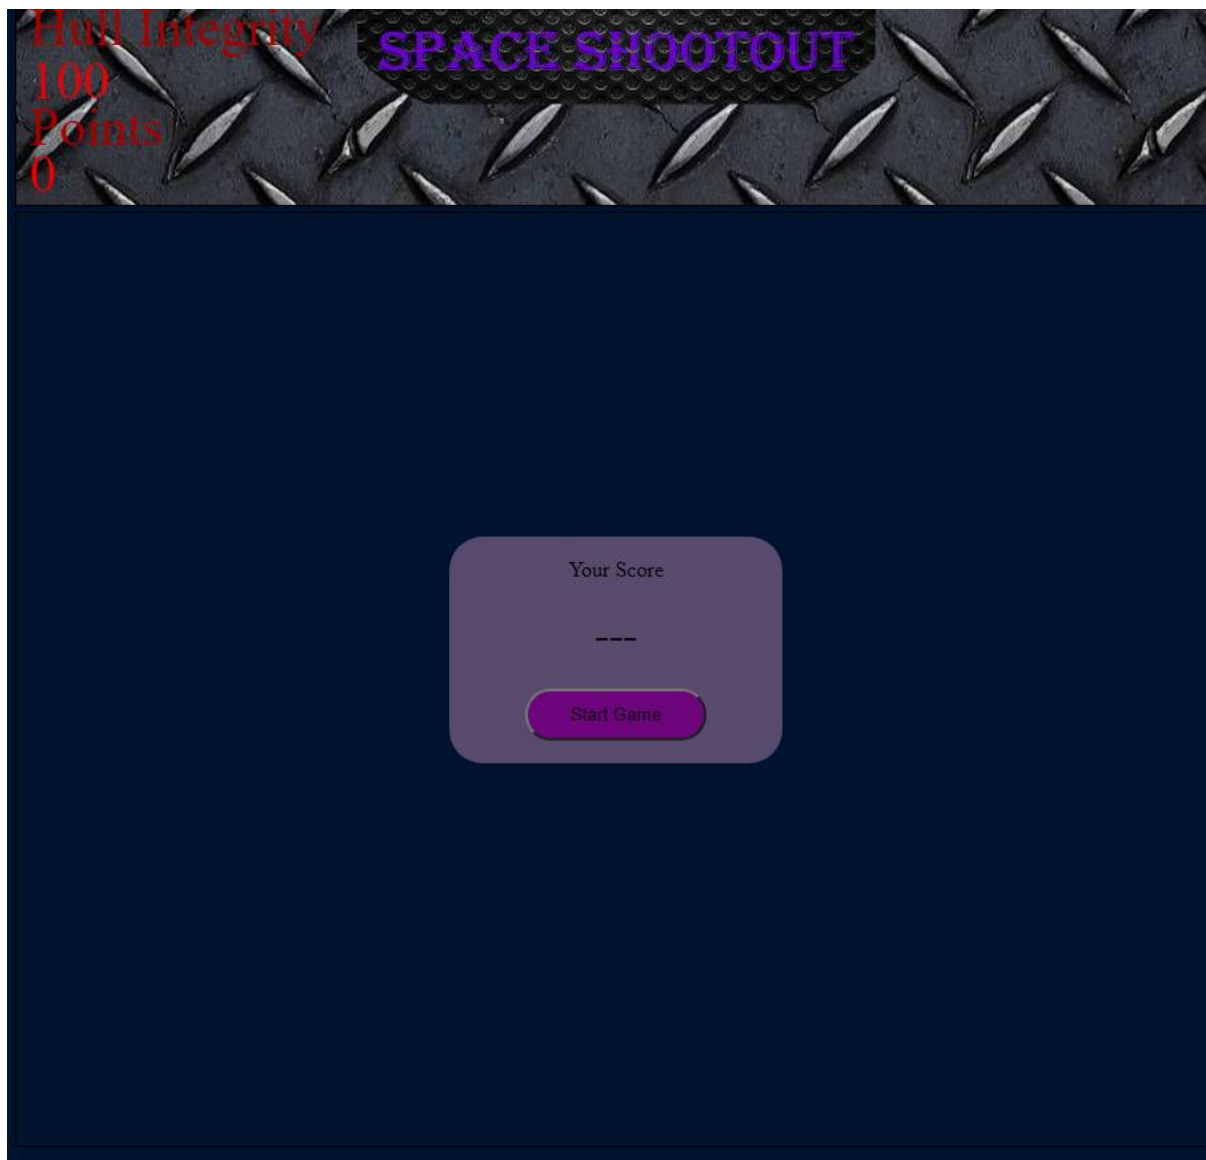 Hull Integrity
100
Points
0
SPACE SHOOTOUT
Your Score
---
Start Game